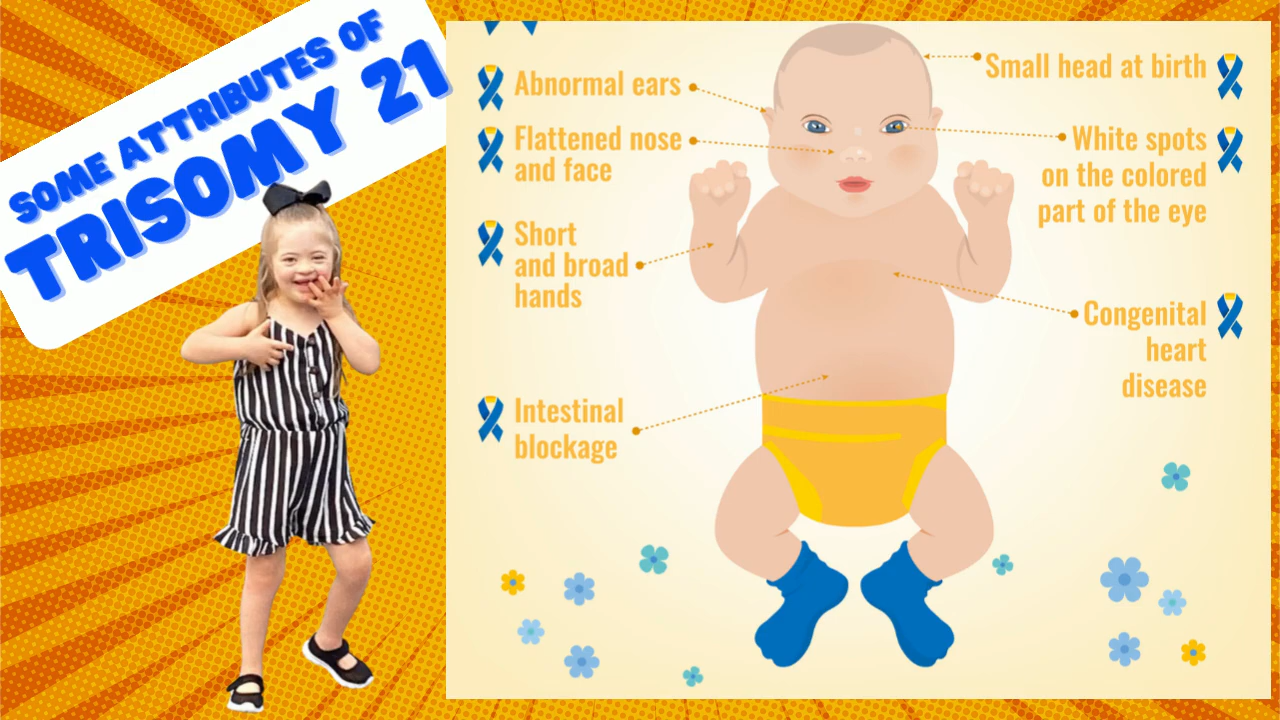 SOME ATTRIBUTES OF
TRISOMY 21
Abnormal ears
Flattened nose
and face
Short
and broad
hands
Intestinal
blockage
Small head at birth
White spots
on the colored
part of the eye
Congenital
heart
disease